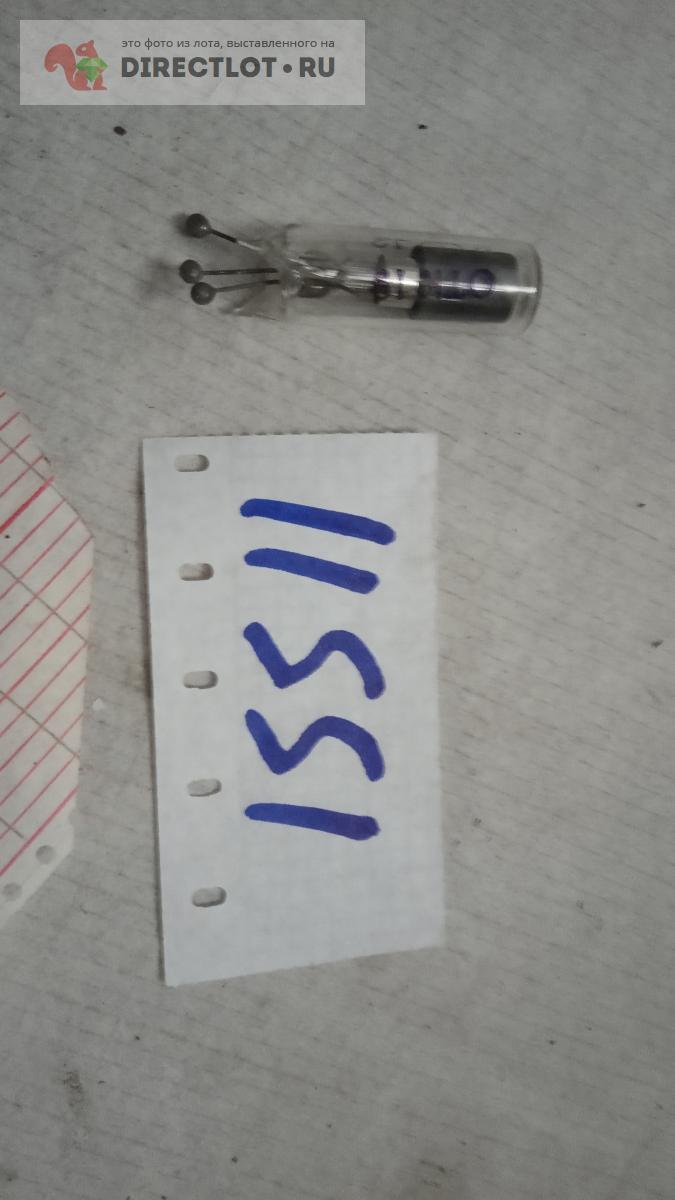 это фото из лота, выставленного на
DIRECTLOT.RU
15511